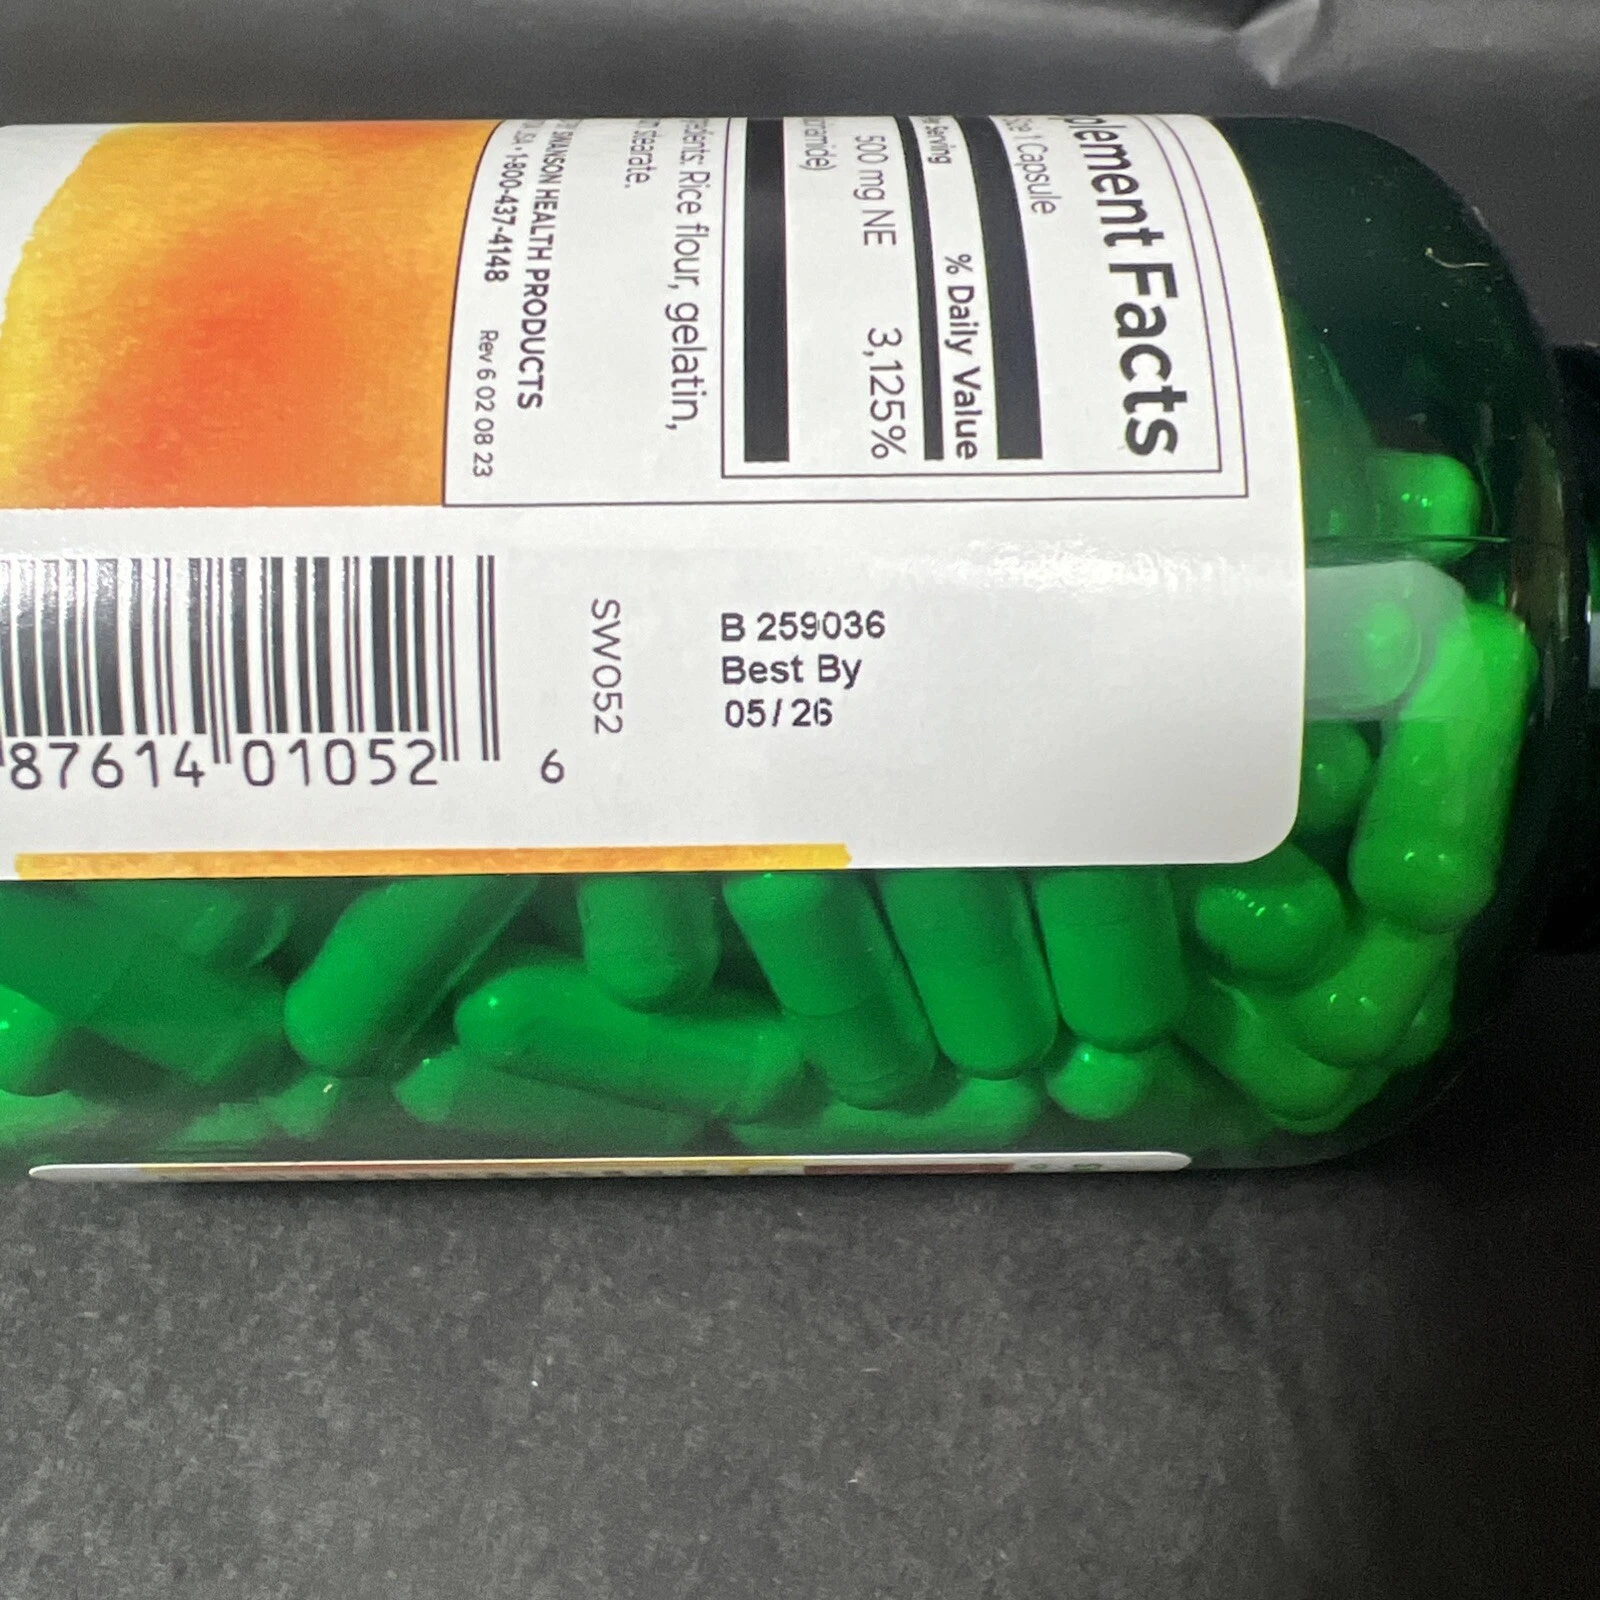 Facts
1 Capsule
Serving
% Daily Value
500 mg NE 3,125%
Rice flour, gelatin,
stearate.
SWANSON HEALTH PRODUCTS
1-800-437-4148 Rev 6 02 08 23
B 259036
Best By
05/26
SW052
87614 01052 6